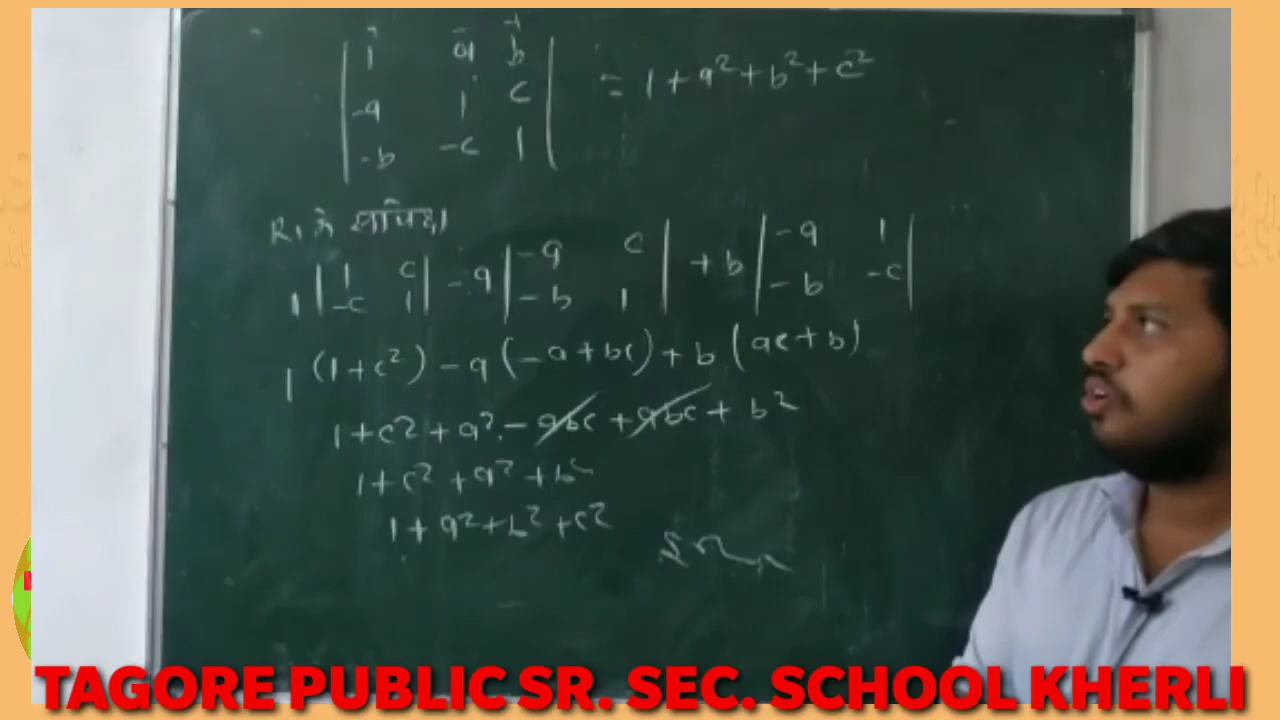 1 a b
-a 1 c = 1+a²+b²+c²
-b -c 1
R₁ से
1 | 1 c | -a | -a c | +b | -a 1 |
| -c 1 | | -b 1 | | -b -c |
1(1+c²) -a(-a+bc) + b(ac+b)
1+c²+a²-abc+abc+b²
1+c²+a²+b²
1+a²+b²+c²
TAGORE PUBLIC SR. SEC. SCHOOL KHERLI